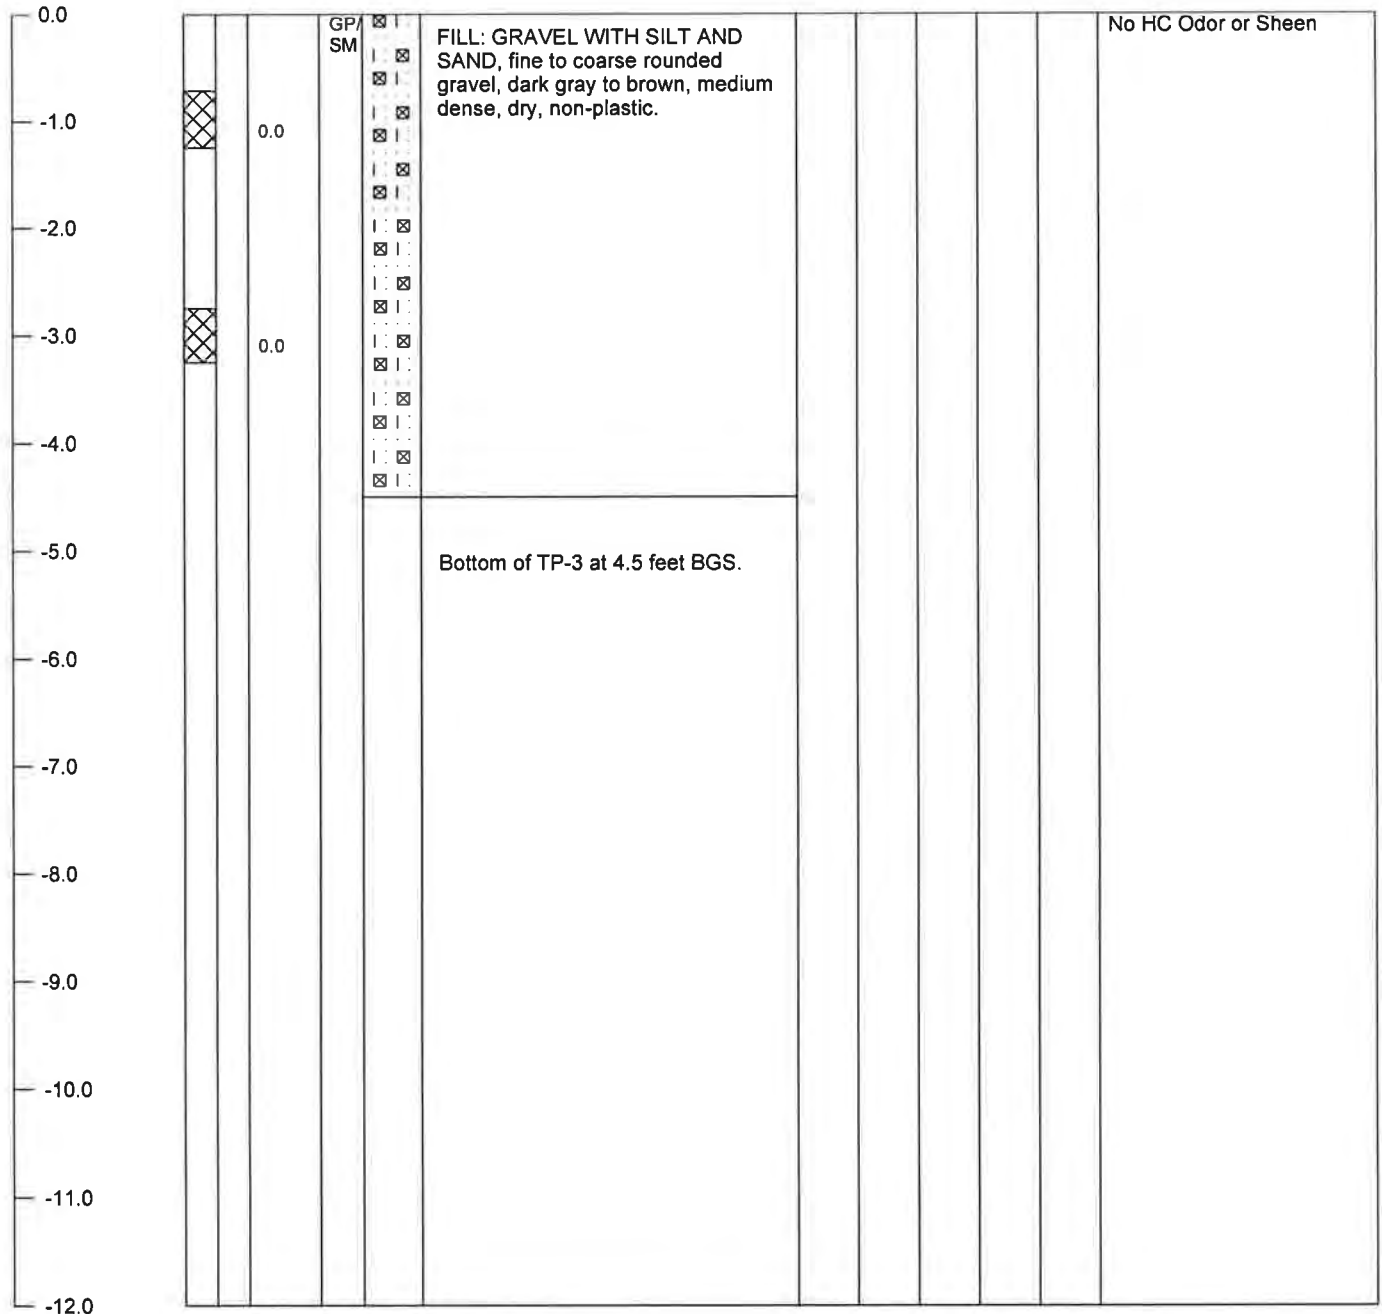 0.0
GP/
SM
FILL: GRAVEL WITH SILT AND
SAND, fine to coarse rounded
gravel, dark gray to brown, medium
dense, dry, non-plastic.
No HC Odor or Sheen
-1.0
0.0
-2.0
-3.0
0.0
-4.0
-5.0
Bottom of TP-3 at 4.5 feet BGS.
-6.0
-7.0
-8.0
-9.0
-10.0
-11.0
-12.0